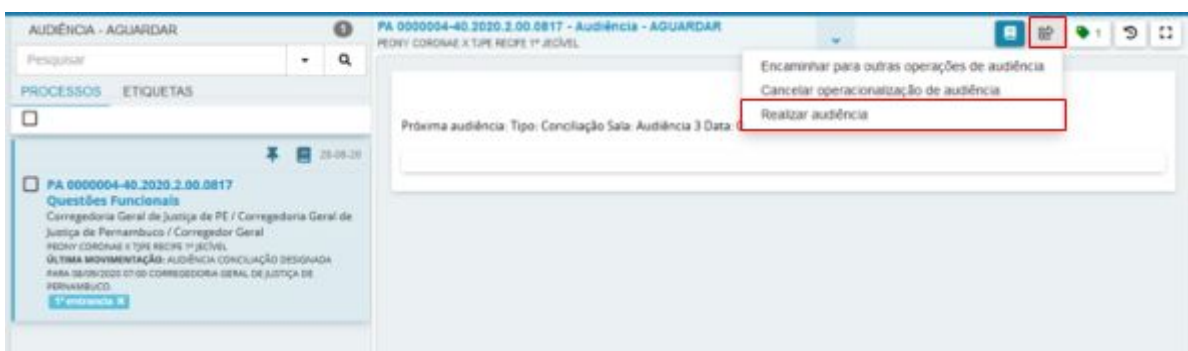 AUDIÊNCIA - AGUARDAR
Pesquisar
PROCESSOS ETIQUETAS
28-08-20
PA 0000004-40.2020.2.00.0817
Questões Funcionais
Corregedoria Geral de Justiça de PE / Corregedoria Geral de
Justiça de Pernambuco / Corregedor Geral
PEONY CORONAE X TJPE RECIFE 1º JECÍVEL
ÚLTIMA MOVIMENTAÇÃO: AUDIÊNCIA CONCILIAÇÃO DESIGNADA
PARA 08/09/2020 07:00 CORREGEDORIA GERAL DE JUSTIÇA DE
PERNAMBUCO.
1ª entrancia ×
PA 0000004-40.2020.2.00.0817 - Audiência - AGUARDAR
PEONY CORONAE X TJPE RECIFE 1º JECÍVEL
1
Encaminhar para outras operações de audiência
Cancelar operacionalização de audiência
Realizar audiência
Próxima audiência: Tipo: Conciliação Sala: Audiência 3 Data: